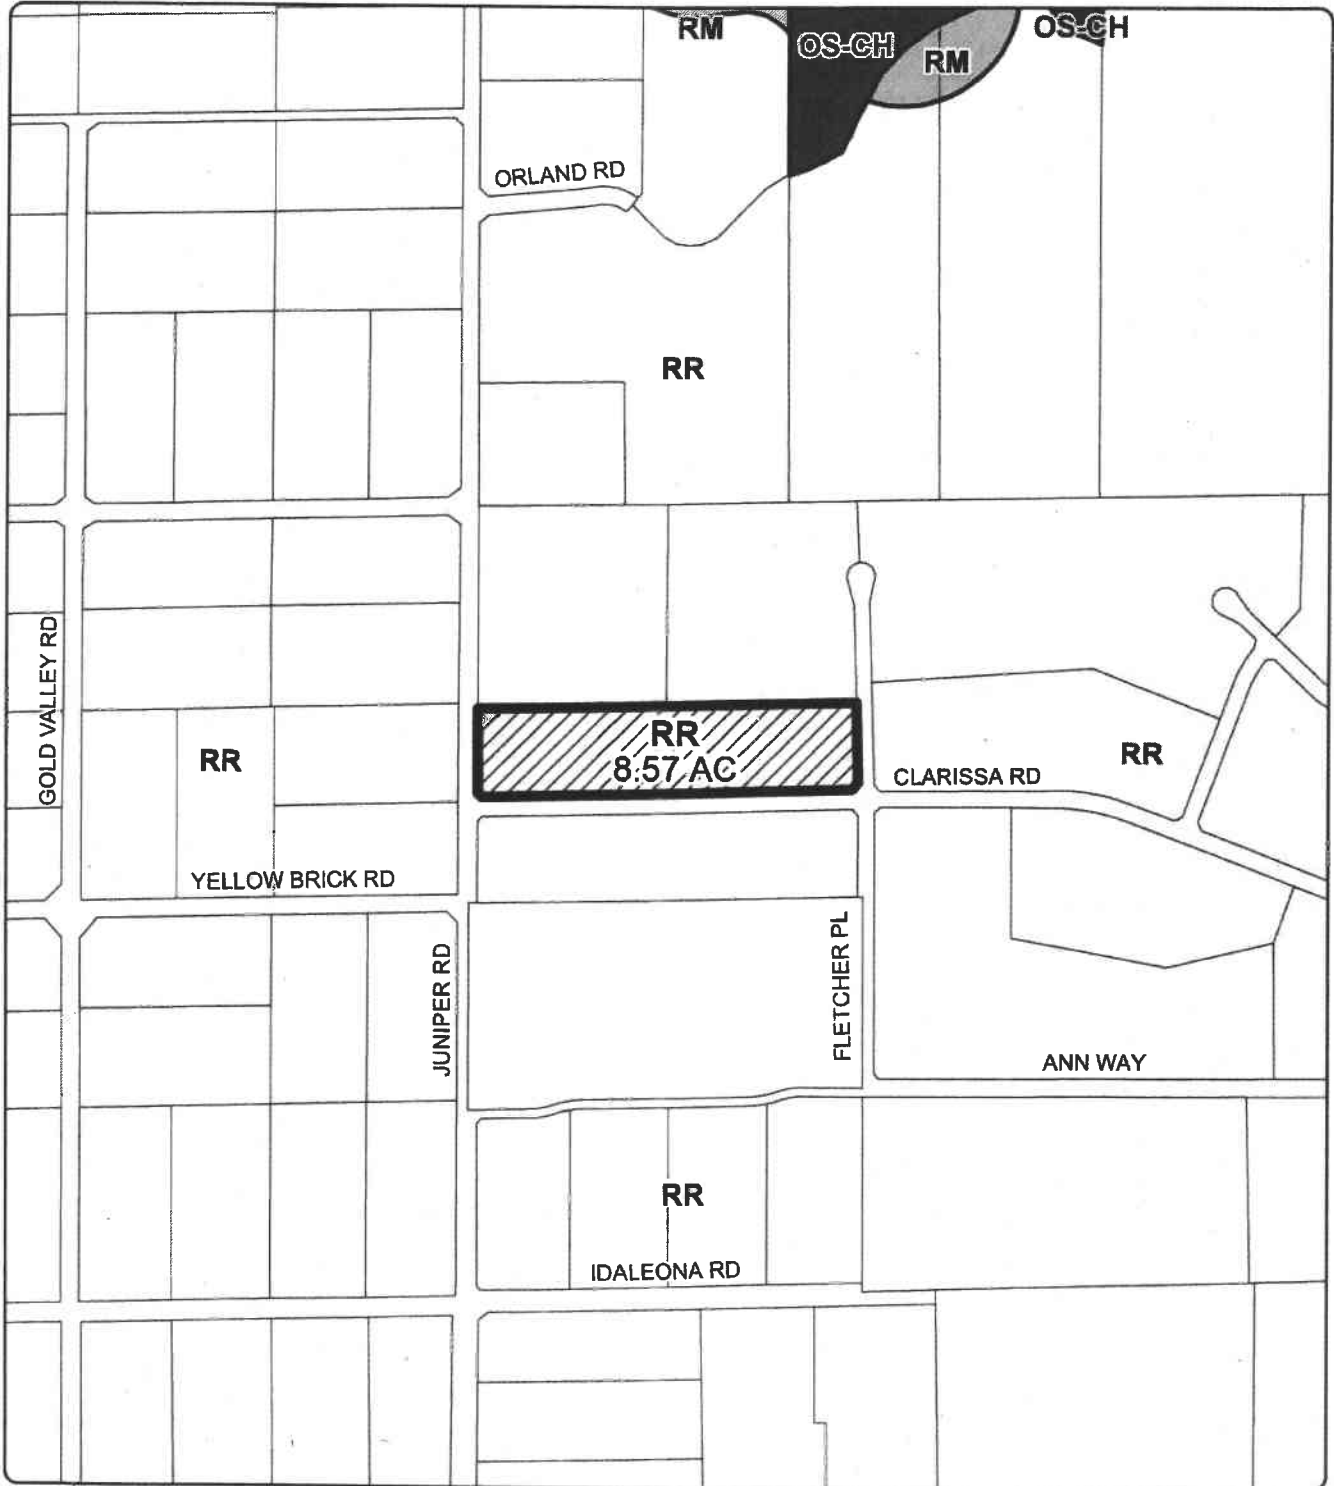 RM
OS-CH
RM
OS-CH
ORLAND RD
RR
GOLD VALLEY RD
RR
RR
8.57 AC
RR
CLARISSA RD
YELLOW BRICK RD
JUNIPER RD
FLETCHER PL
ANN WAY
RR
IDALEONA RD